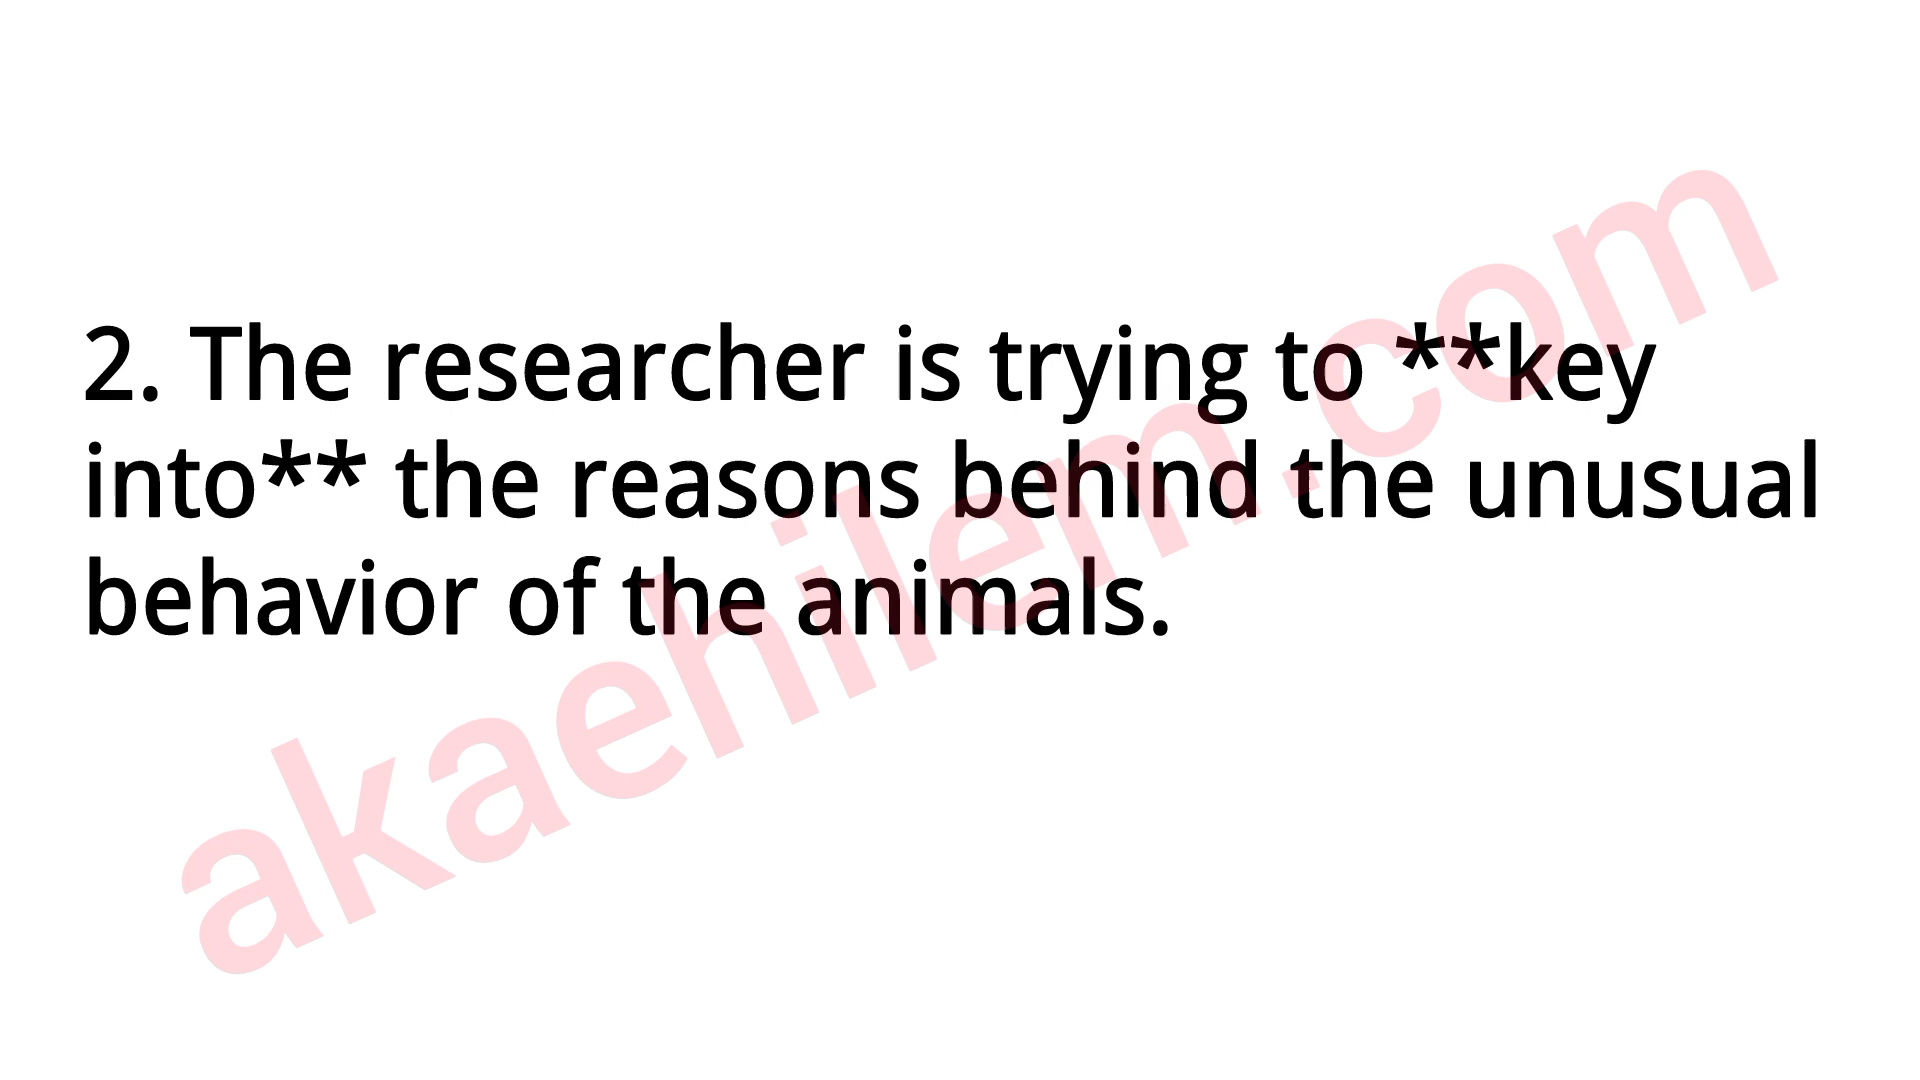 2. The researcher is trying to **key
into** the reasons behind the unusual
behavior of the animals.
akaehilem.com